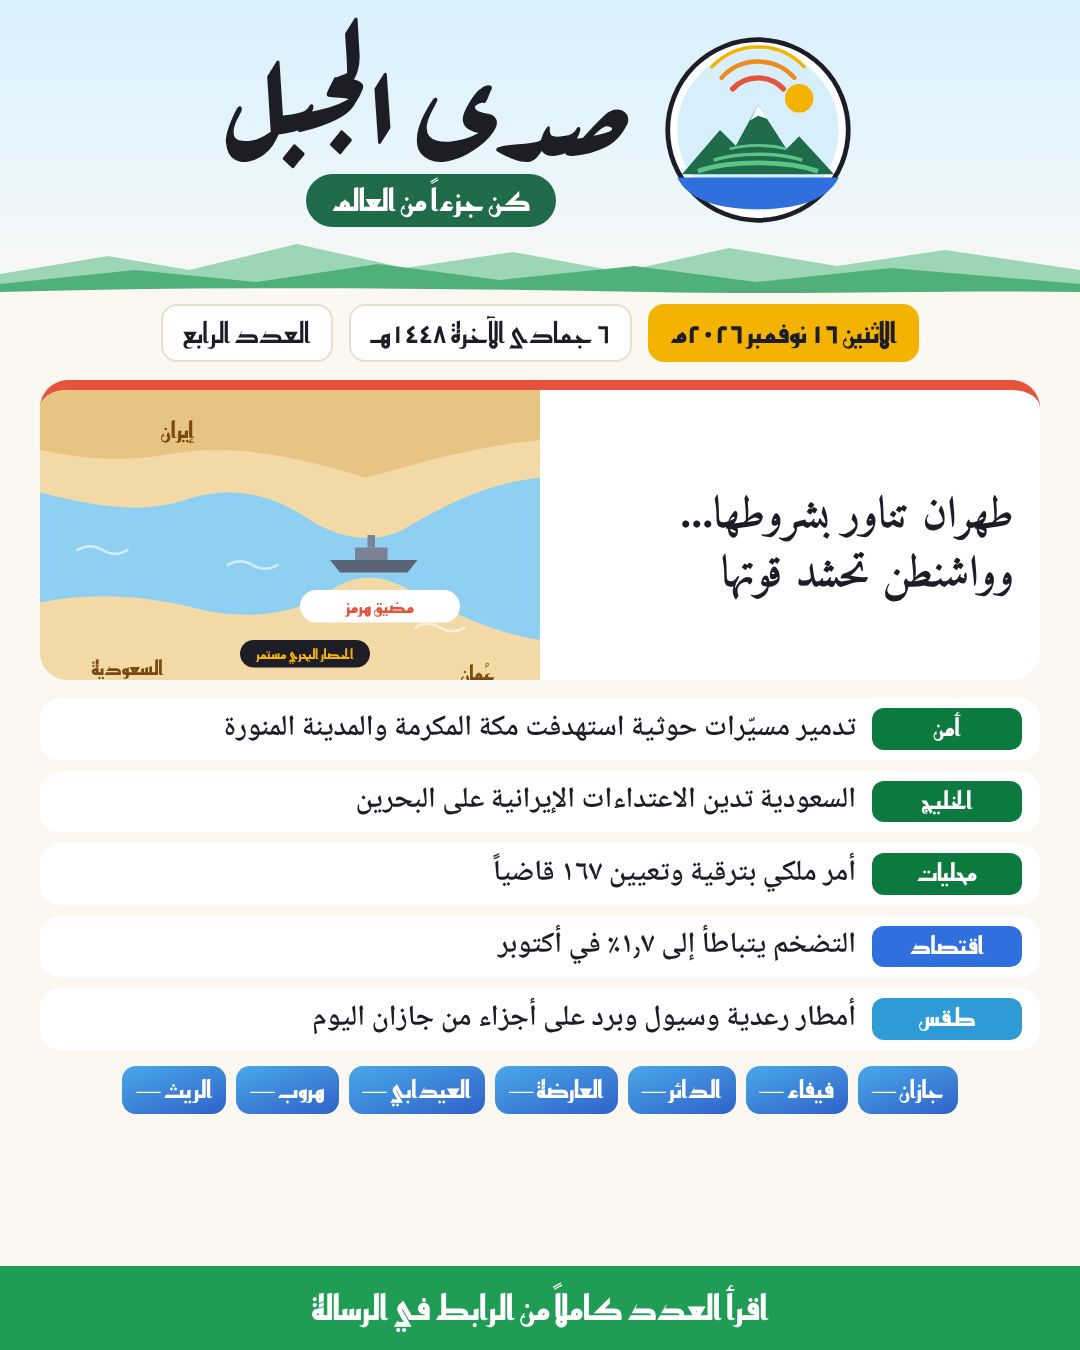 صدى الجبل
كن جزءاً من العالم
الاثنين ١٦ نوفمبر ٢٠٢٦م
٦ جمادى الآخرة ١٤٤٨هـ
العدد الرابع
طهران تناور بشروطها...
وواشنطن تحشد قوتها
إيران
مضيق هرمز
الحصار البحري مستمر
السعودية
عُمان
أمن
تدمير مسيّرات حوثية استهدفت مكة المكرمة والمدينة المنورة
الخليج
السعودية تدين الاعتداءات الإيرانية على البحرين
محليات
أمر ملكي بترقية وتعيين ١٦٧ قاضياً
اقتصاد
التضخم يتباطأ إلى ١٫٧٪ في أكتوبر
طقس
أمطار رعدية وسيول وبرد على أجزاء من جازان اليوم
جازان —
فيفاء —
الدائر —
العارضة —
العيدابي —
هروب —
الريث —
اقرأ العدد كاملاً من الرابط في الرسالة